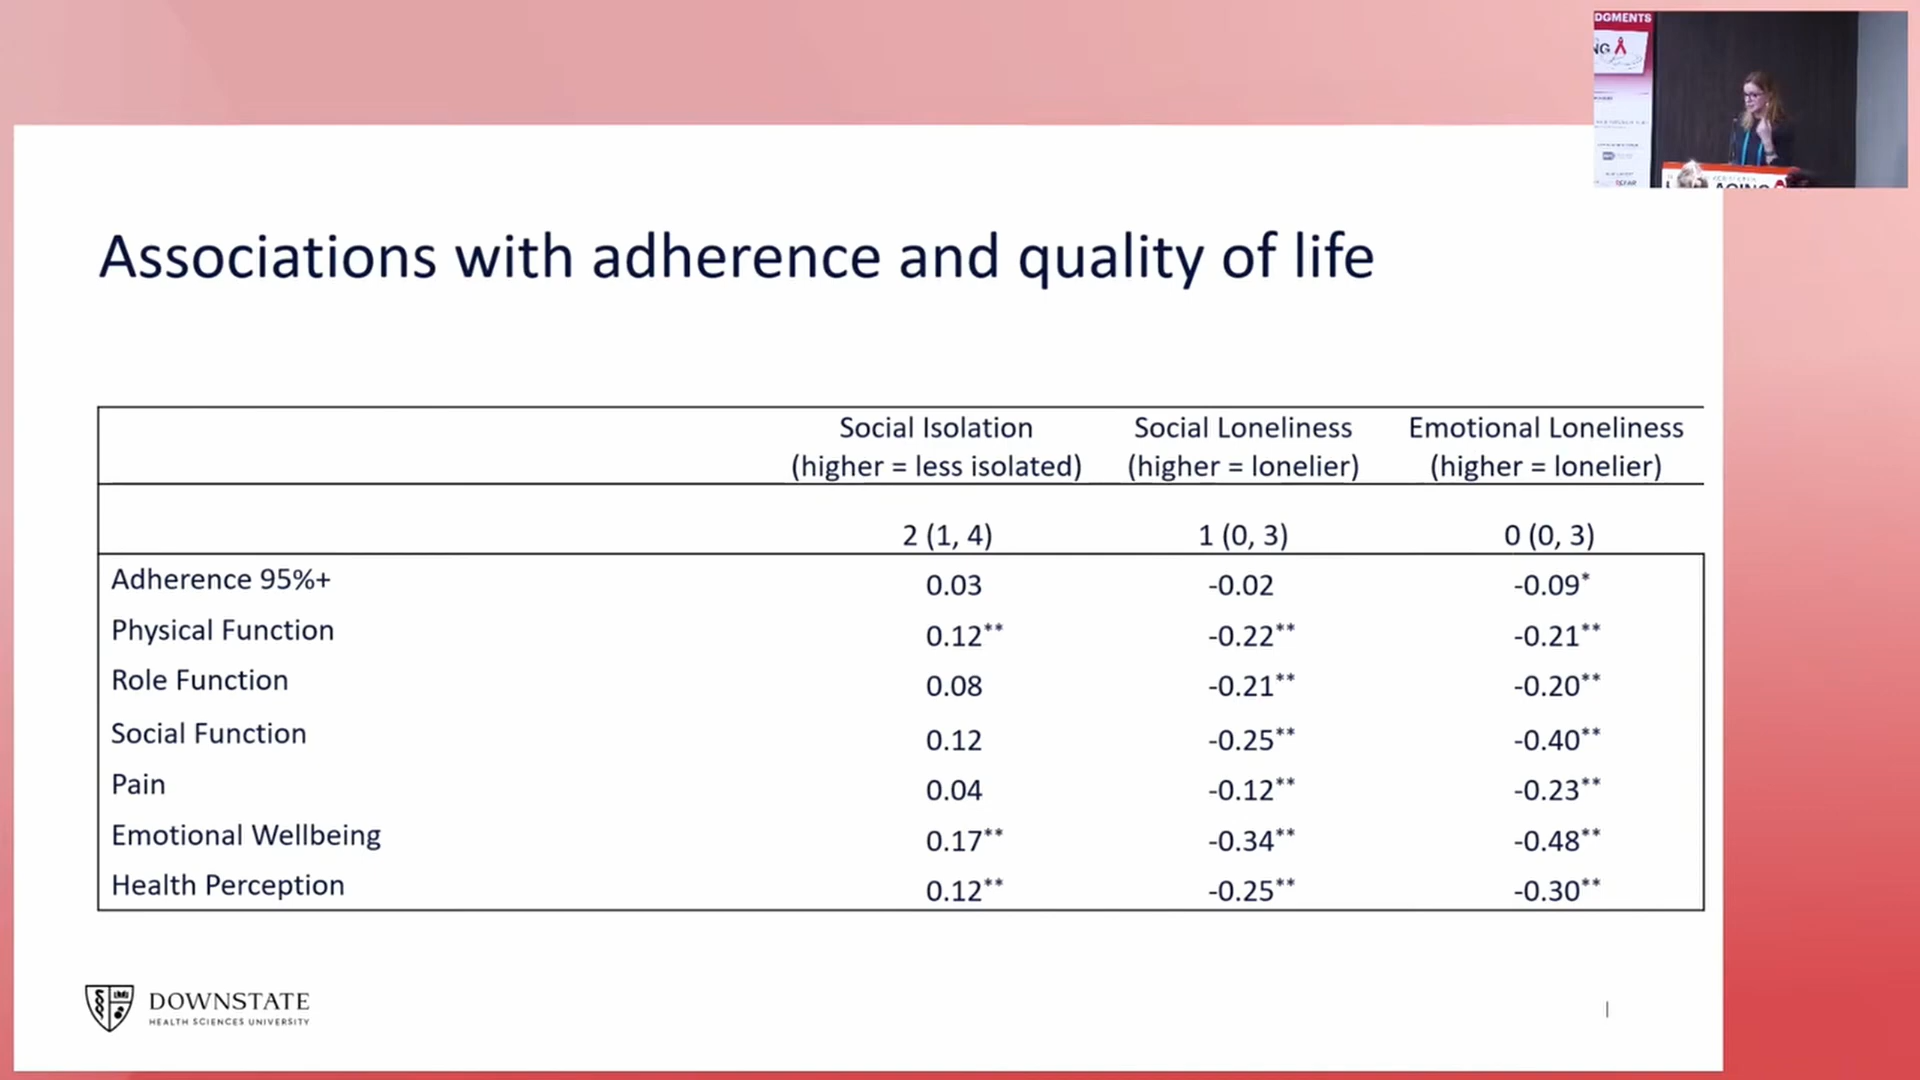 DGMENTS
NG
AGING
Associations with adherence and quality of life
Social Isolation Social Loneliness Emotional Loneliness
(higher = less isolated) (higher = lonelier) (higher = lonelier)
2 (1, 4) 1 (0, 3) 0 (0, 3)
Adherence 95%+ 0.03 -0.02 -0.09*
Physical Function 0.12** -0.22** -0.21**
Role Function 0.08 -0.21** -0.20**
Social Function 0.12 -0.25** -0.40**
Pain 0.04 -0.12** -0.23**
Emotional Wellbeing 0.17** -0.34** -0.48**
Health Perception 0.12** -0.25** -0.30**
DOWNSTATE
HEALTH SCIENCES UNIVERSITY